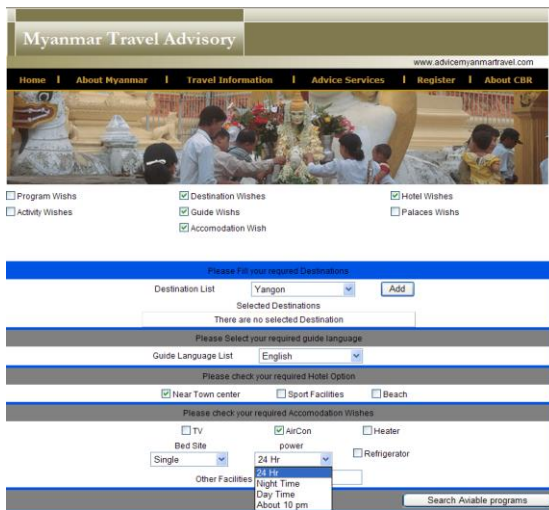 Myanmar Travel Advisory
www.advicemyanmartravel.com
Home | About Myanmar | Travel Information | Advice Services | Register | About CBR
Program Wishs Destination Wishes Hotel Wishes
Activity Wishes Guide Wishs Palaces Wishs
Accomodation Wish
Please Fill your required Destinations
Destination List Yangon Add
Selected Destinations
There are no selected Destination
Please Select your required guide language
Guide Language List English
Please check your required Hotel Option
Near Town center Sport Facilities Beach
Please check your required Accomodation Wishes
TV AirCon Heater
Bed Site power
Single 24 Hr Refrigerator
24 Hr
Other Facilities
Night Time
Day Time
About 10 pm
Search Aviable programs